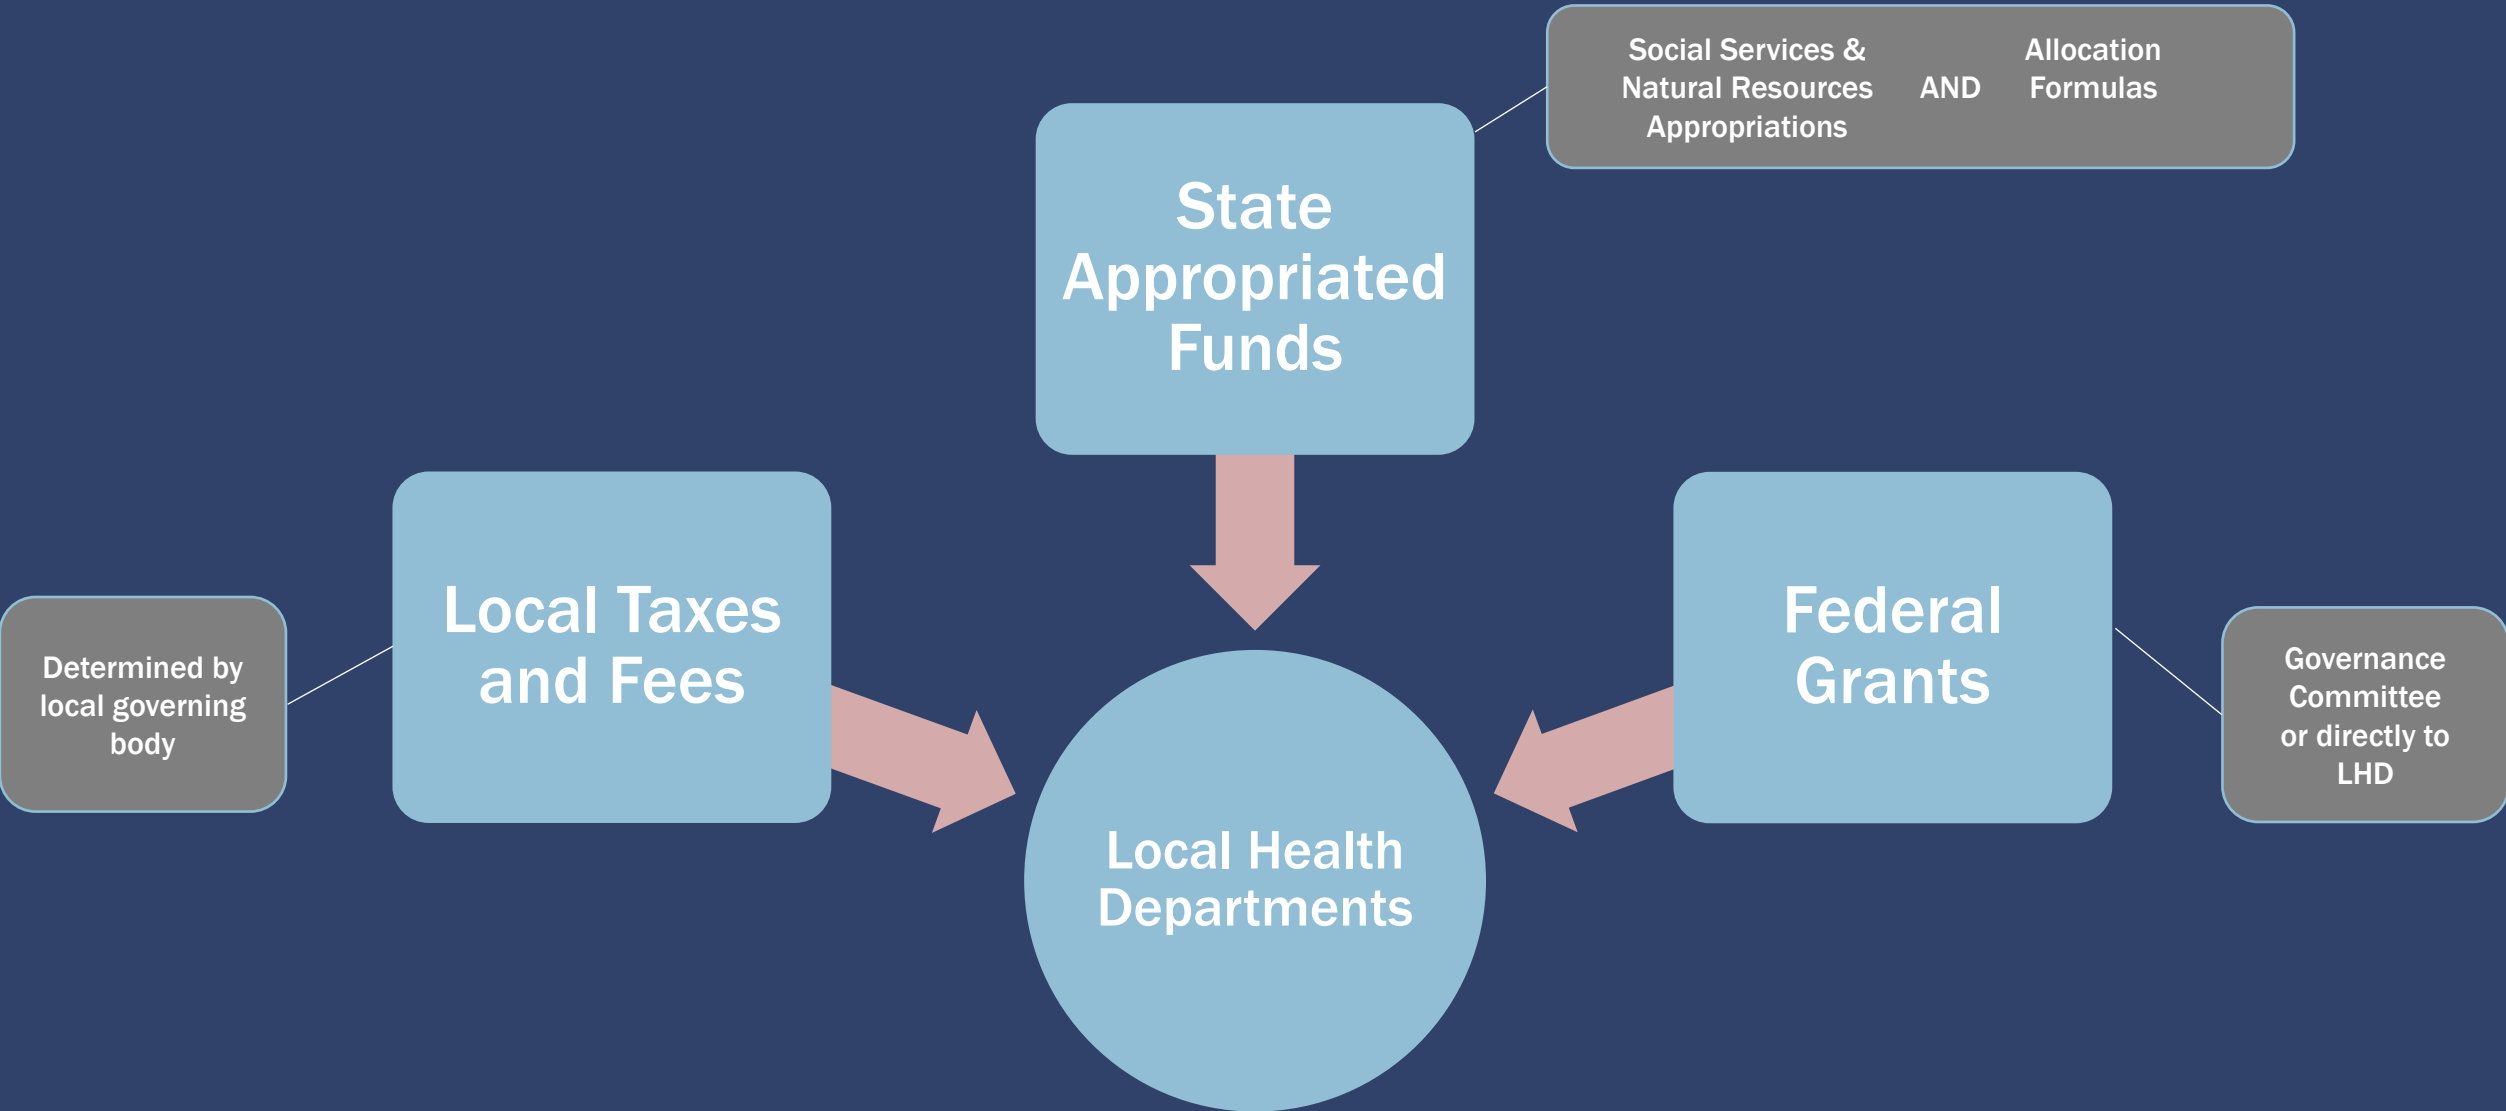 Social Services &
Natural Resources
Appropriations
AND
Allocation
Formulas
State
Appropriated
Funds
Local Taxes
and Fees
Federal
Grants
Determined by
local governing
body
Governance
Committee
or directly to
LHD
Local Health
Departments